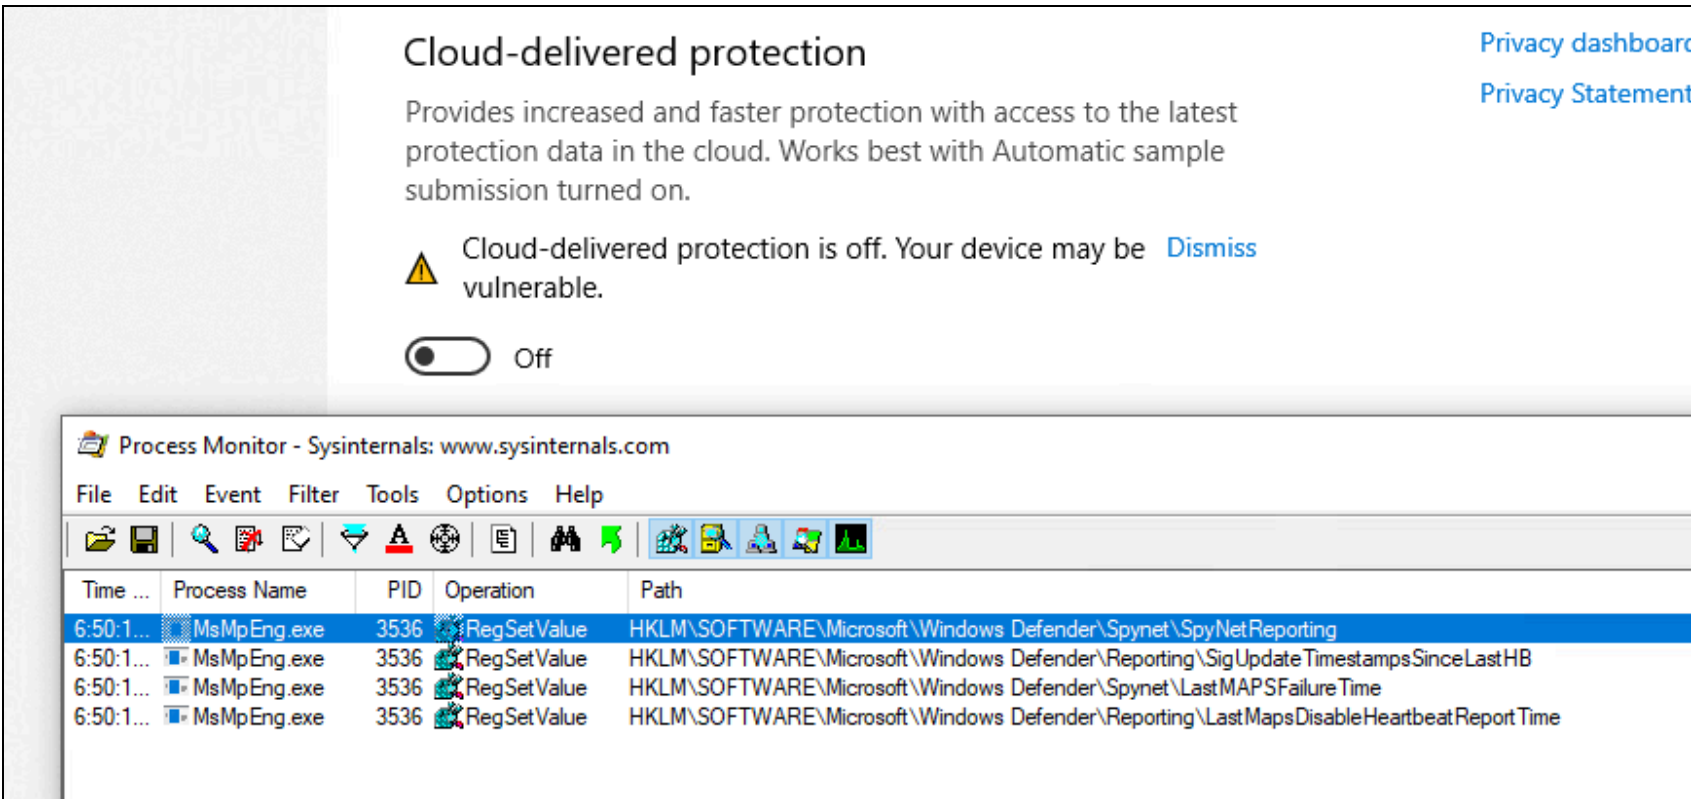 Cloud-delivered protection
Privacy dashboard
Provides increased and faster protection with access to the latest
Privacy Statement
protection data in the cloud. Works best with Automatic sample
submission turned on.
Cloud-delivered protection is off. Your device may be Dismiss
vulnerable.
Off
Process Monitor - Sysinternals: www.sysinternals.com
File Edit Event Filter Tools Options Help
Time ... Process Name PID Operation Path
6:50:1... MsMpEng.exe 3536 RegSetValue HKLM\SOFTWARE\Microsoft\Windows Defender\Spynet\SpyNetReporting
6:50:1... MsMpEng.exe 3536 RegSetValue HKLM\SOFTWARE\Microsoft\Windows Defender\Reporting\SigUpdateTimestampsSinceLastHB
6:50:1... MsMpEng.exe 3536 RegSetValue HKLM\SOFTWARE\Microsoft\Windows Defender\Spynet\LastMAPSFailureTime
6:50:1... MsMpEng.exe 3536 RegSetValue HKLM\SOFTWARE\Microsoft\Windows Defender\Reporting\LastMapsDisableHeartbeatReportTime